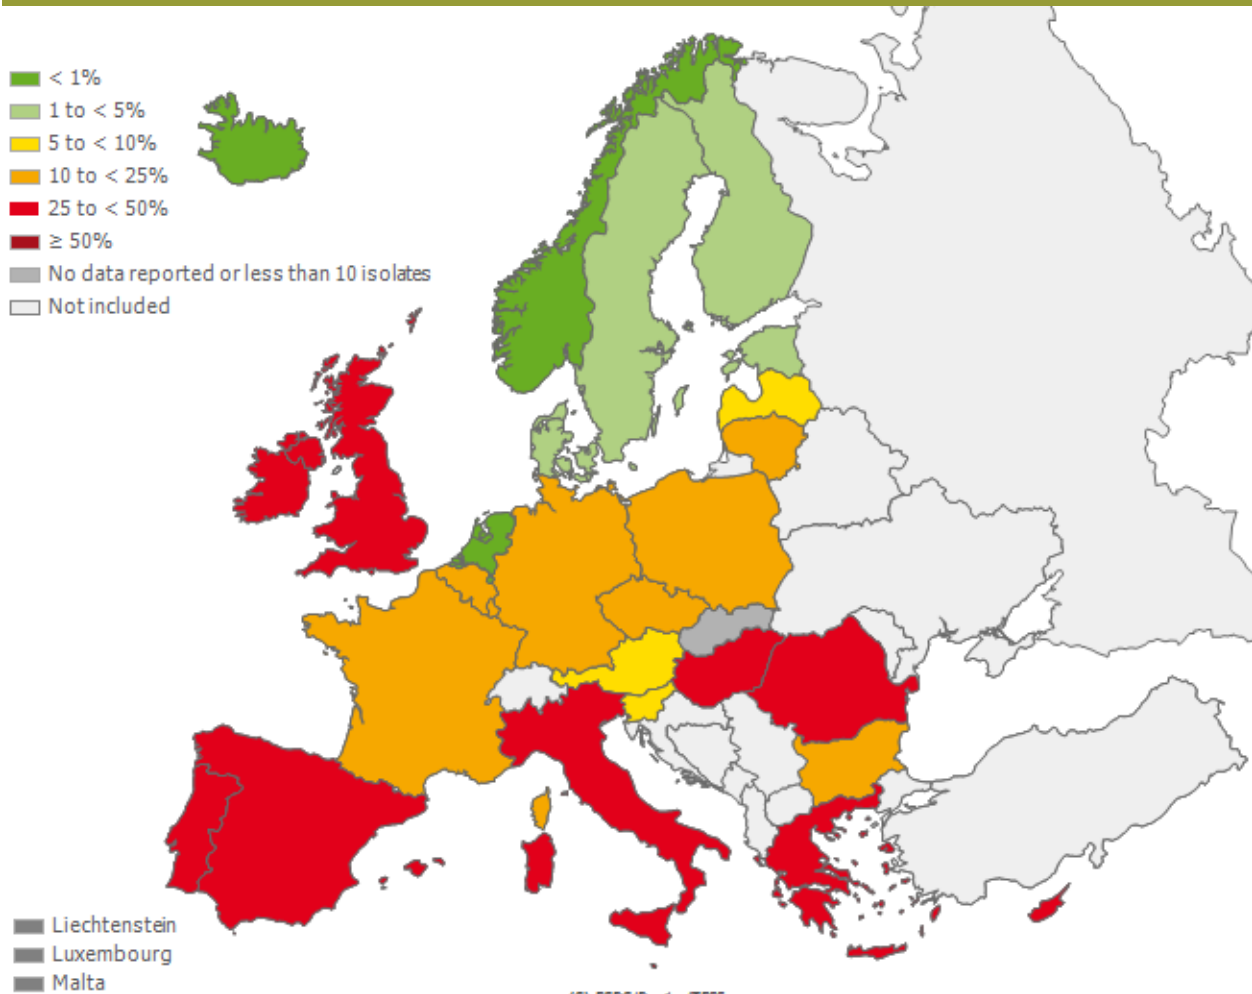 < 1%
1 to < 5%
5 to < 10%
10 to < 25%
25 to < 50%
≥ 50%
No data reported or less than 10 isolates
Not included
Liechtenstein
Luxembourg
Malta